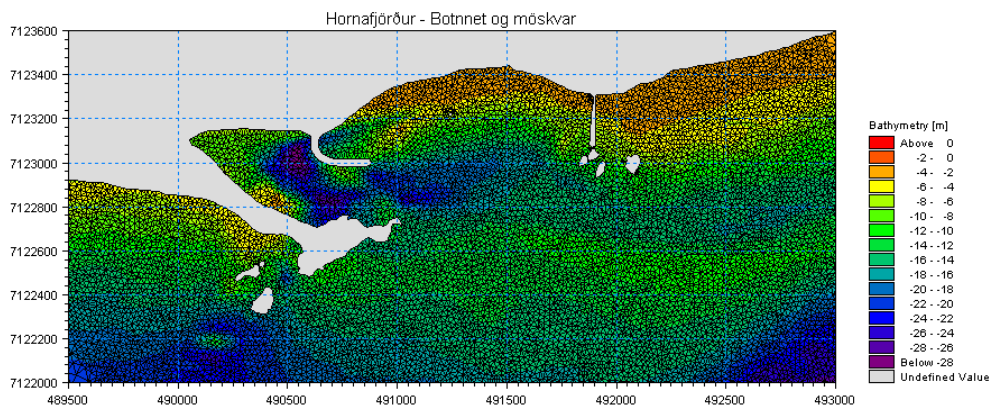 Hornafjörður - Botnnet og möskvar
7123600
7123400
7123200
7123000
7122800
7122600
7122400
7122200
7122000
489500 490000 490500 491000 491500 492000 492500 493000
Bathymetry [m]
Above 0
-2 - 0
-4 - -2
-6 - -4
-8 - -6
-10 - -8
-12 - -10
-14 - -12
-16 - -14
-18 - -16
-20 - -18
-22 - -20
-24 - -22
-26 - -24
-28 - -26
Below -28
Undefined Value